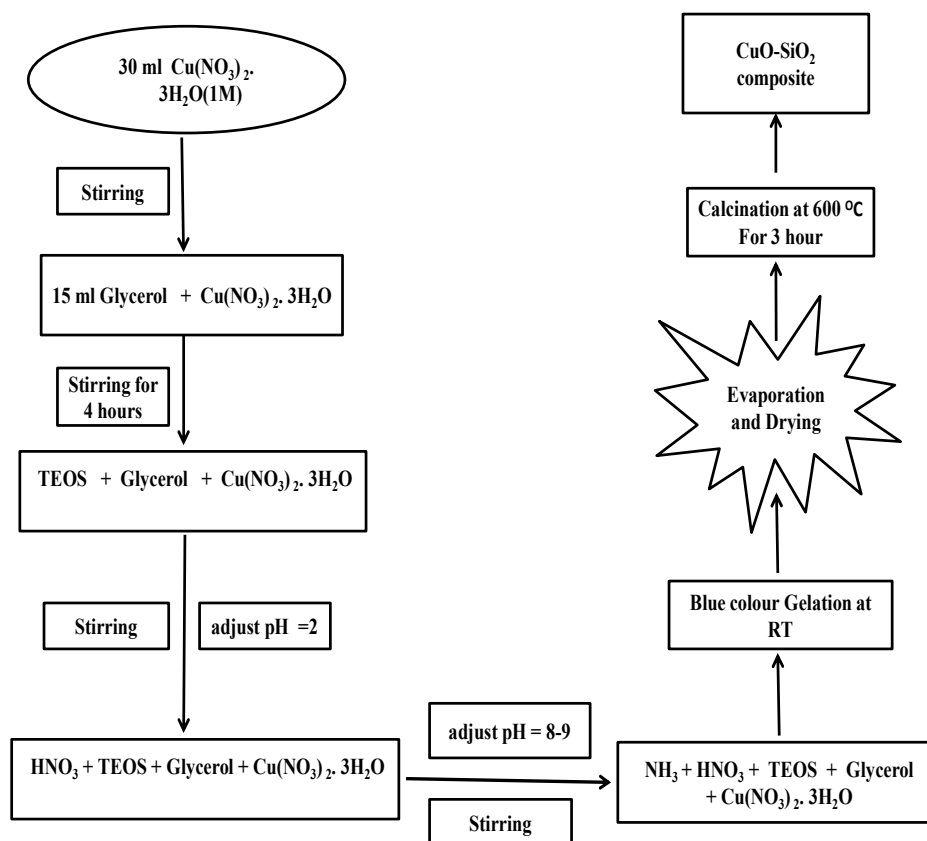 30 ml Cu(NO₃)₂.
3H₂O(1M)
Stirring
15 ml Glycerol + Cu(NO₃)₂. 3H₂O
Stirring for
4 hours
TEOS + Glycerol + Cu(NO₃)₂. 3H₂O
Stirring
adjust pH =2
HNO₃ + TEOS + Glycerol + Cu(NO₃)₂. 3H₂O
adjust pH = 8-9
Stirring
NH₃ + HNO₃ + TEOS + Glycerol
+ Cu(NO₃)₂. 3H₂O
Blue colour Gelation at
RT
Evaporation
and Drying
Calcination at 600 ⁰C
For 3 hour
CuO-SiO₂
composite